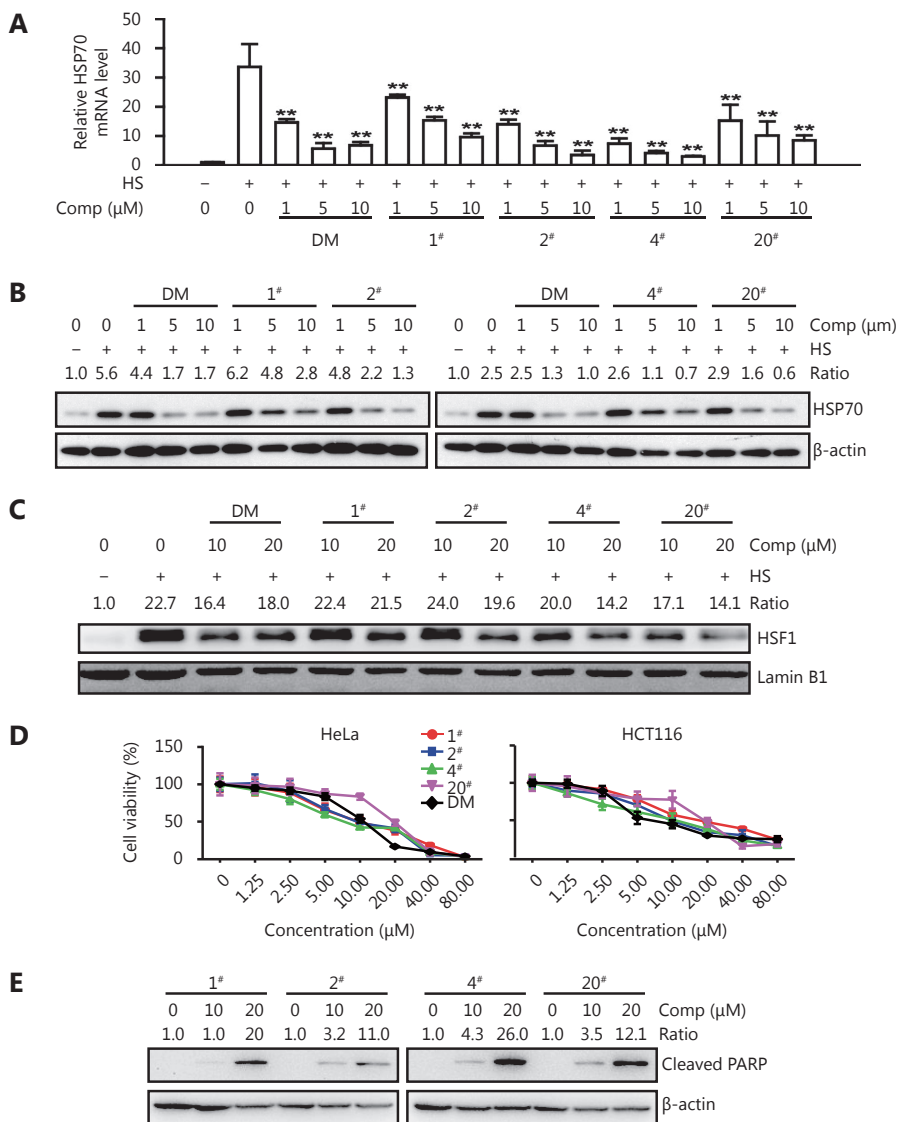 A
Relative HSP70
mRNA level
50
40
30
20
10
0
** ** ** ** ** ** ** ** ** ** ** ** ** ** **
HS – + + + + + + + + + + + + + + + +
Comp (μM) 0 0 1 5 10 1 5 10 1 5 10 1 5 10 1 5 10
DM 1# 2# 4# 20#
B
DM 1# 2# DM 4# 20#
0 0 1 5 10 1 5 10 1 5 10 0 0 1 5 10 1 5 10 1 5 10 Comp (μm)
– + + + + + + + + + + – + + + + + + + + + + HS
1.0 5.6 4.4 1.7 1.7 6.2 4.8 2.8 4.8 2.2 1.3 1.0 2.5 2.5 1.3 1.0 2.6 1.1 0.7 2.9 1.6 0.6 Ratio
HSP70
β-actin
C
DM 1# 2# 4# 20#
0 0 10 20 10 20 10 20 10 20 10 20 Comp (μM)
– + + + + + + + + + + + HS
1.0 22.7 16.4 18.0 22.4 21.5 24.0 19.6 20.0 14.2 17.1 14.1 Ratio
HSF1
Lamin B1
D
HeLa
HCT116
Cell viability (%)
150
100
50
0
1#
2#
4#
20#
DM
0 1.25 2.50 5.00 10.00 20.00 40.00 80.00
Concentration (μM)
0 1.25 2.50 5.00 10.00 20.00 40.00 80.00
Concentration (μM)
E
1# 2# 4# 20#
0 10 20 0 10 20 0 10 20 0 10 20 Comp (μM)
1.0 1.0 20 1.0 3.2 11.0 1.0 4.3 26.0 1.0 3.5 12.1 Ratio
Cleaved PARP
β-actin